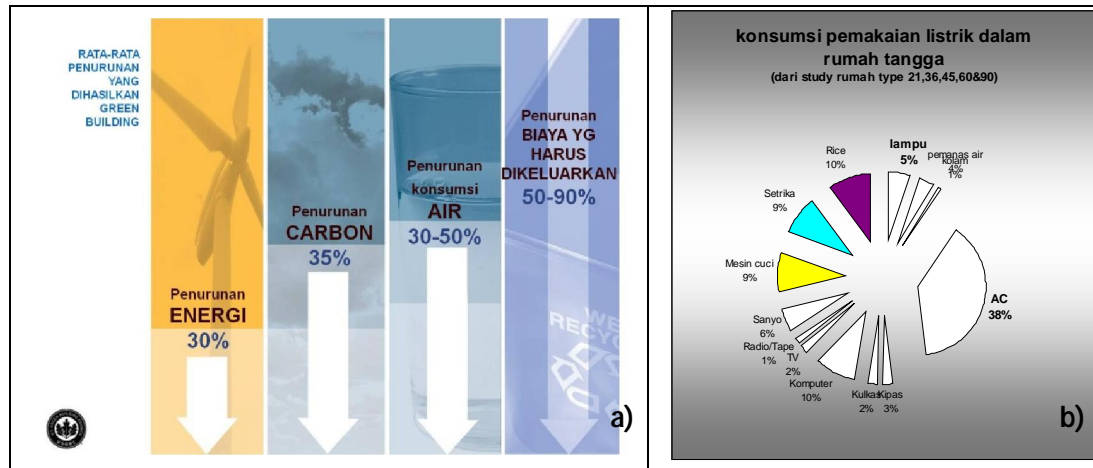 RATA-RATA
PENURUNAN
YANG
DIHASILKAN
GREEN
BUILDING
Penurunan
ENERGI
30%
Penurunan
CARBON
35%
Penurunan
konsumsi
AIR
30-50%
Penurunan
BIAYA YG
HARUS
DIKELUARKAN
50-90%
WE
RECYC
a)
konsumsi pemakaian listrik dalam
rumah tangga
(dari study rumah type 21,36,45,60&90)
lampu
5%
pemanas air
4%
kolam
1%
AC
38%
Kipas
3%
Kulkas
2%
Komputer
10%
TV
2%
Radio/Tape
1%
Sanyo
6%
Mesin cuci
9%
Setrika
9%
Rice
10%
b)